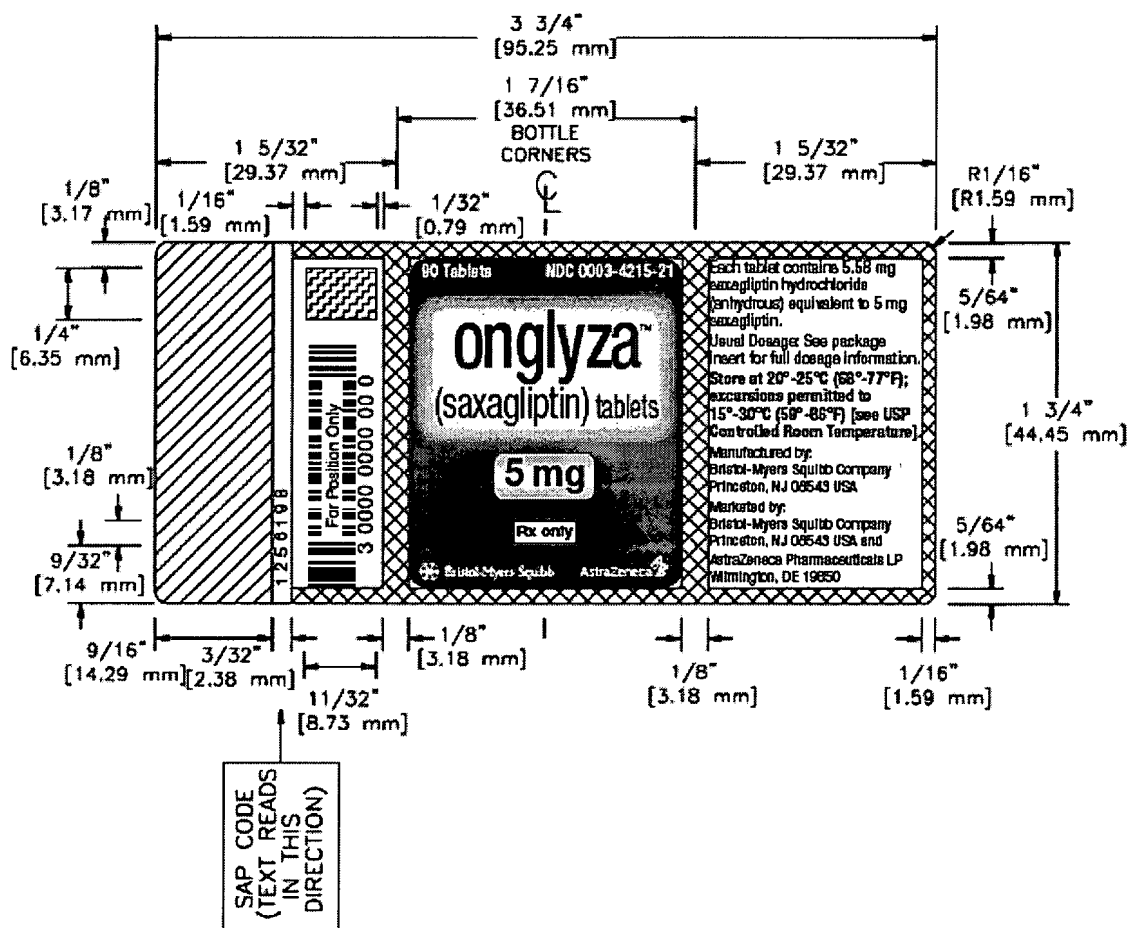 3 3/4"
[95.25 mm]
1 7/16"
[36.51 mm]
BOTTLE
CORNERS
CL
1 5/32"
[29.37 mm]
1 5/32"
[29.37 mm]
1/8"
[3.17 mm]
1/16"
[1.59 mm]
1/32"
[0.79 mm]
R1/16"
[R1.59 mm]
1/4"
[6.35 mm]
1/8"
[3.18 mm]
9/32"
[7.14 mm]
1256198
For Position Only
3 0000 0000 00 0
90 Tablets NDC 0003-4215-21
onglyza™
(saxagliptin) tablets
5 mg
Rx only
Bristol-Myers Squibb AstraZeneca
Each tablet contains 5.58 mg
saxagliptin hydrochloride
(anhydrous) equivalent to 5 mg
saxagliptin.
Usual Dosage: See package
insert for full dosage information.
Store at 20°-25°C (68°-77°F);
excursions permitted to
15°-30°C (59°-86°F) [see USP
Controlled Room Temperature].
Manufactured by:
Bristol-Myers Squibb Company
Princeton, NJ 08543 USA
Marketed by:
Bristol-Myers Squibb Company
Princeton, NJ 08543 USA and
AstraZeneca Pharmaceuticals LP
Wilmington, DE 19850
5/64"
[1.98 mm]
1 3/4"
[44.45 mm]
5/64"
[1.98 mm]
9/16"
[14.29 mm]
3/32"
[2.38 mm]
11/32"
[8.73 mm]
1/8"
[3.18 mm]
1/8"
[3.18 mm]
1/16"
[1.59 mm]
SAP CODE
(TEXT READS
IN THIS
DIRECTION)